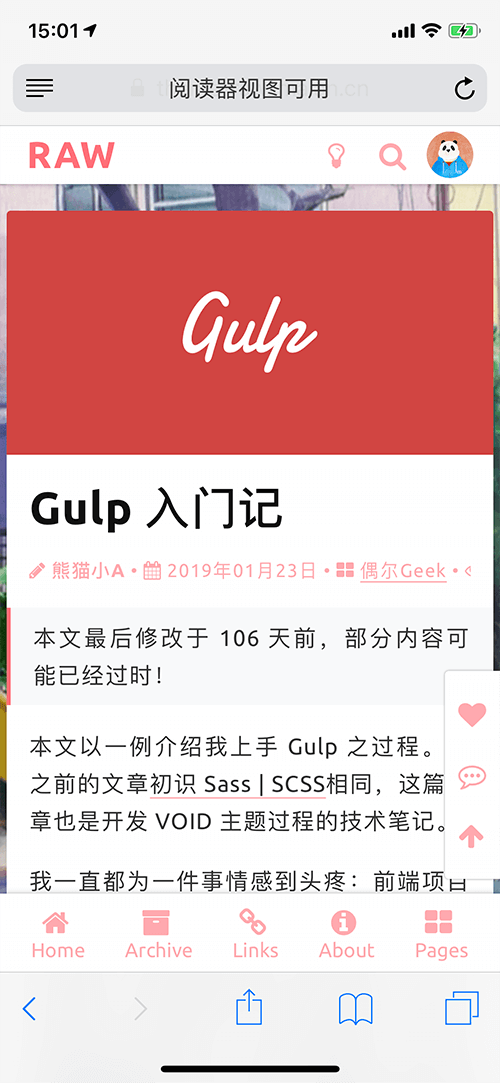 15:01
阅读器视图可用
RAW
Gulp
Gulp 入门记
熊猫小A • 2019年01月23日 • 偶尔Geek •
本文最后修改于 106 天前，部分内容可
能已经过时！
本文以一例介绍我上手 Gulp 之过程。
之前的文章初识 Sass | SCSS相同，这篇
章也是开发 VOID 主题过程的技术笔记。
我一直都为一件事情感到头疼：前端项目
Home Archive Links About Pages